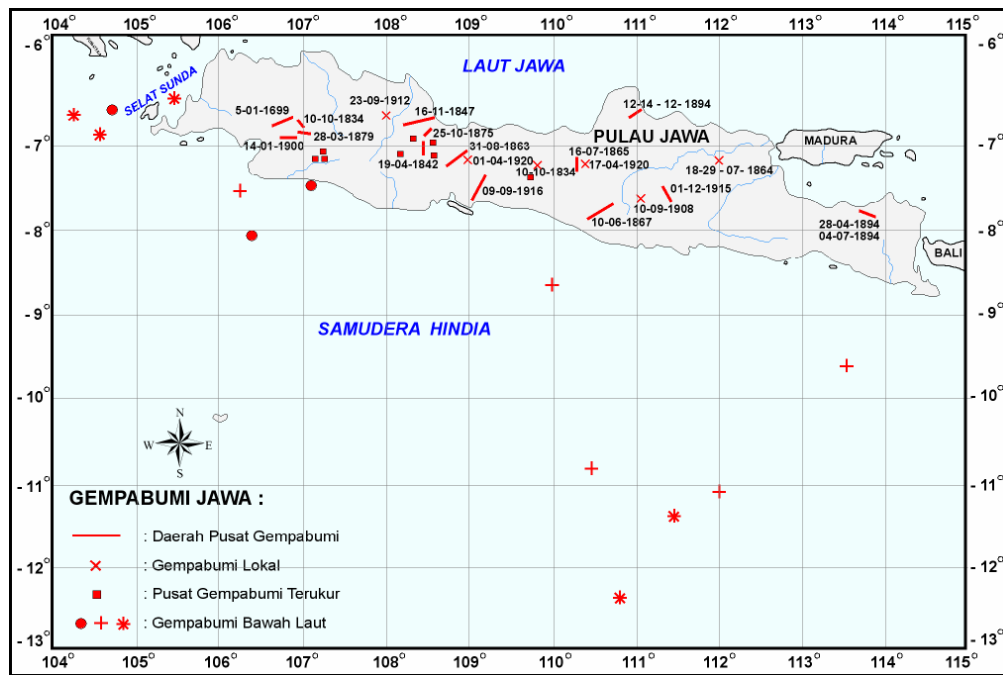 104° 105° 106° 107° 108° 109° 110° 111° 112° 113° 114° 115°
-6° -6°
LAUT JAWA
SELAT SUNDA
23-09-1912
5-01-1699 10-10-1834 16-11-1847 12-14 - 12- 1894
28-03-1879 25-10-1875 PULAU JAWA MADURA
-7° -7°
14-01-1900 31-08-1863 16-07-1865
19-04-1842 01-04-1920 10-10-1834 17-04-1920 18-29 - 07- 1864
09-09-1916 01-12-1915
10-09-1908
10-06-1867 28-04-1894
04-07-1894
-8° -8°
BALI
-9° -9°
SAMUDERA HINDIA
-10° -10°
N
W E
S
-11° -11°
GEMPABUMI JAWA :
: Daerah Pusat Gempabumi
-12° -12°
: Gempabumi Lokal
: Pusat Gempabumi Terukur
: Gempabumi Bawah Laut
-13° -13°
104° 105° 106° 107° 108° 109° 110° 111° 112° 113° 114° 115°